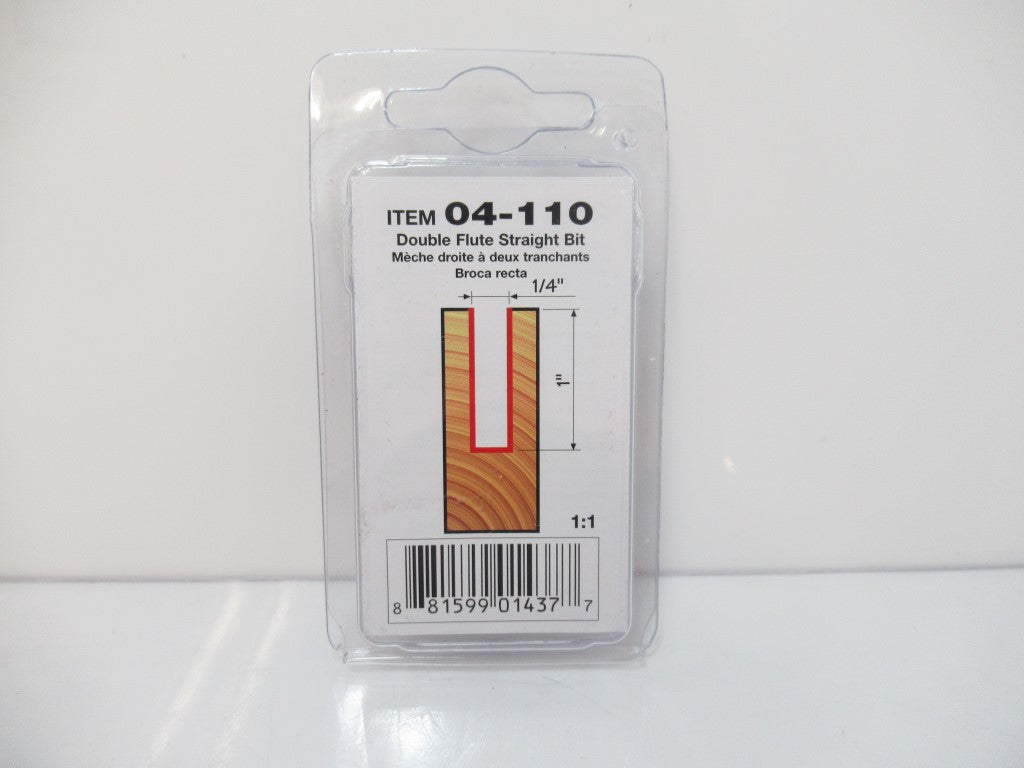 ITEM 04-110
Double Flute Straight Bit
Mèche droite à deux tranchants
Broca recta
1/4"
1"
1:1
8 81599 01437 7